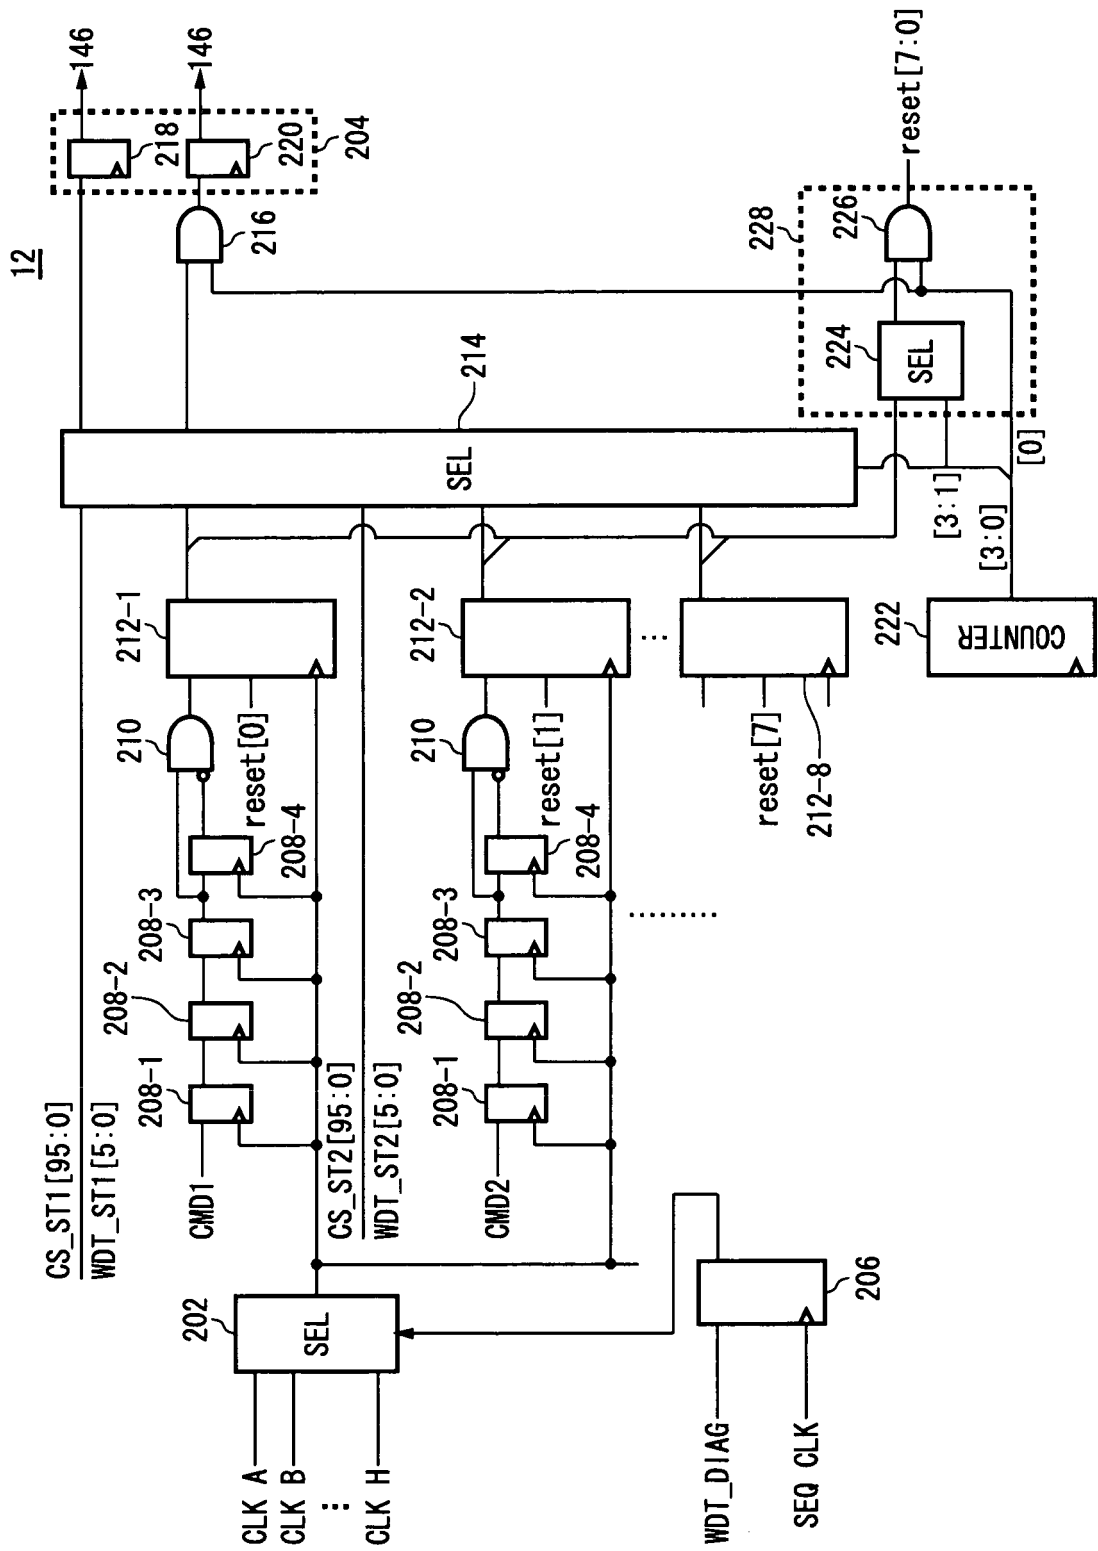 12
CS_ST1[95:0]
WDT_ST1[5:0]
CMD1
208-1
208-2
208-3
208-4
210
reset[0]
212-1
CS_ST2[95:0]
WDT_ST2[5:0]
CMD2
208-1
208-2
208-3
208-4
210
reset[1]
212-2
...
reset[7]
212-8
CLK A
CLK B
...
CLK H
202
SEL
WDT_DIAG
SEQ CLK
206
SEL
214
216
218
220
204
146
146
COUNTER
222
[3:0]
[3:1]
[0]
SEL
224
226
228
reset[7:0]